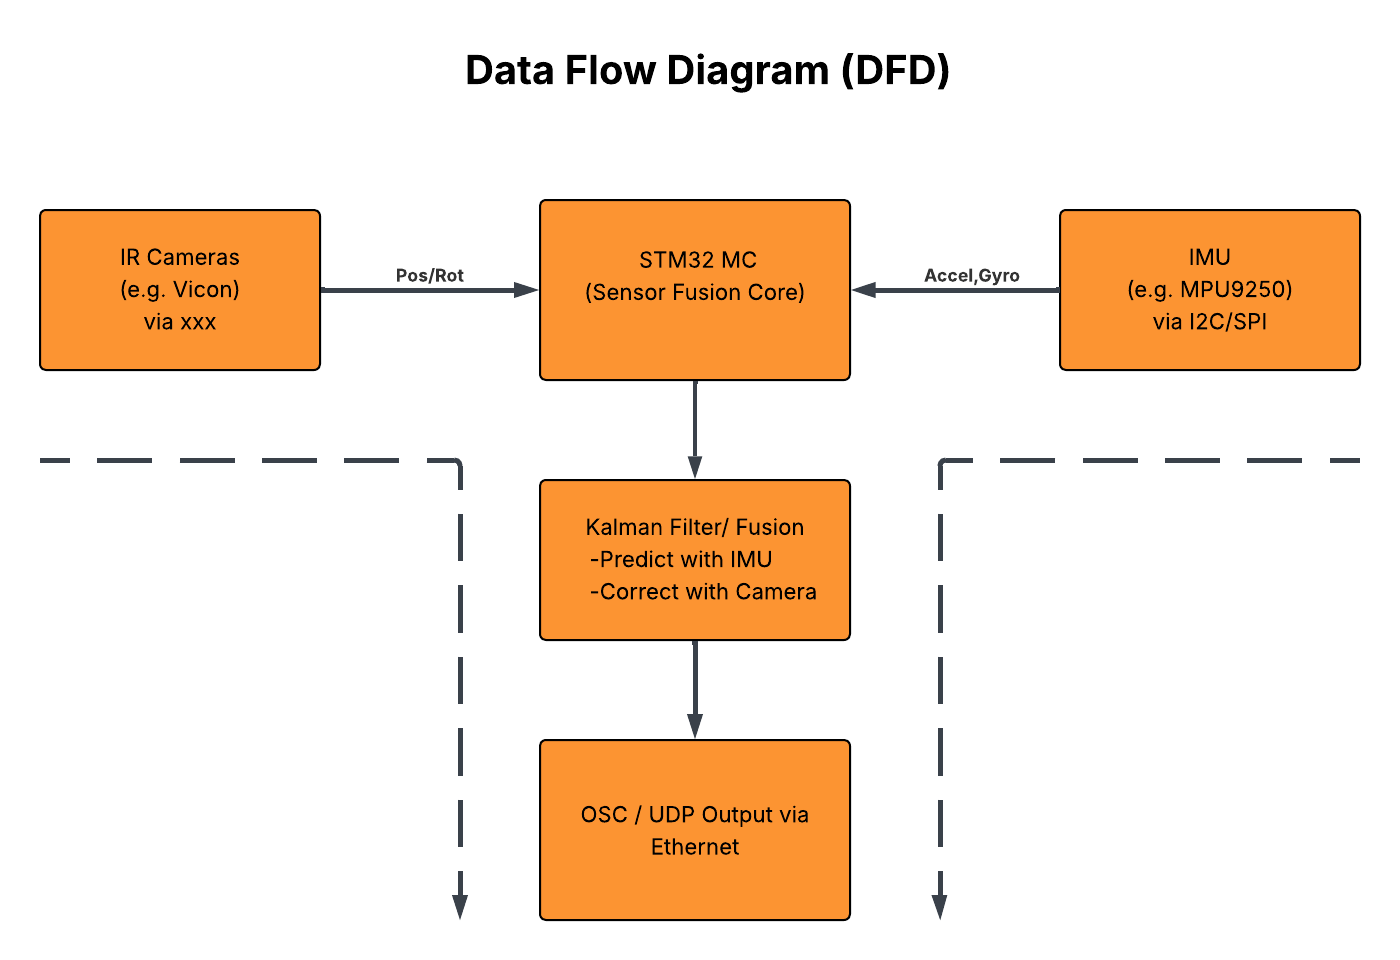 Data Flow Diagram (DFD)
IR Cameras
(e.g. Vicon)
via xxx
Pos/Rot
STM32 MC
(Sensor Fusion Core)
Accel,Gyro
IMU
(e.g. MPU9250)
via I2C/SPI
Kalman Filter/ Fusion
-Predict with IMU
-Correct with Camera
OSC / UDP Output via
Ethernet